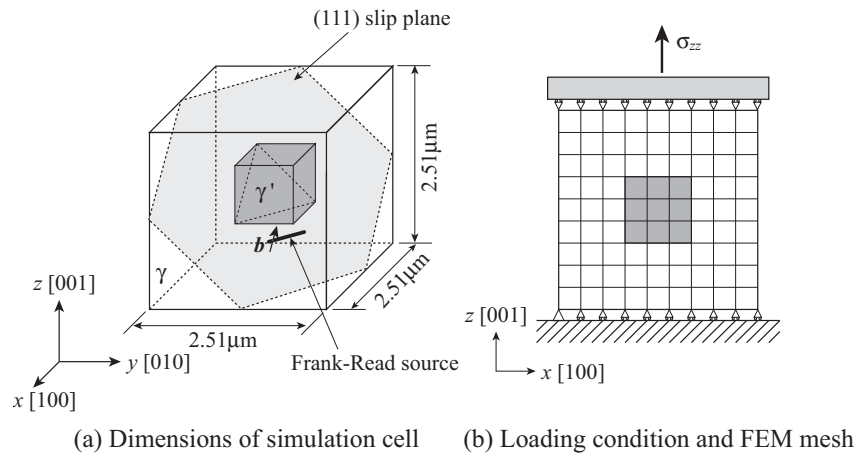 (111) slip plane
σzz
2.51μm
γ'
b
γ
2.51μm
z [001]
2.51μm
z [001]
y [010]
Frank-Read source
x [100]
x [100]
(a) Dimensions of simulation cell
(b) Loading condition and FEM mesh